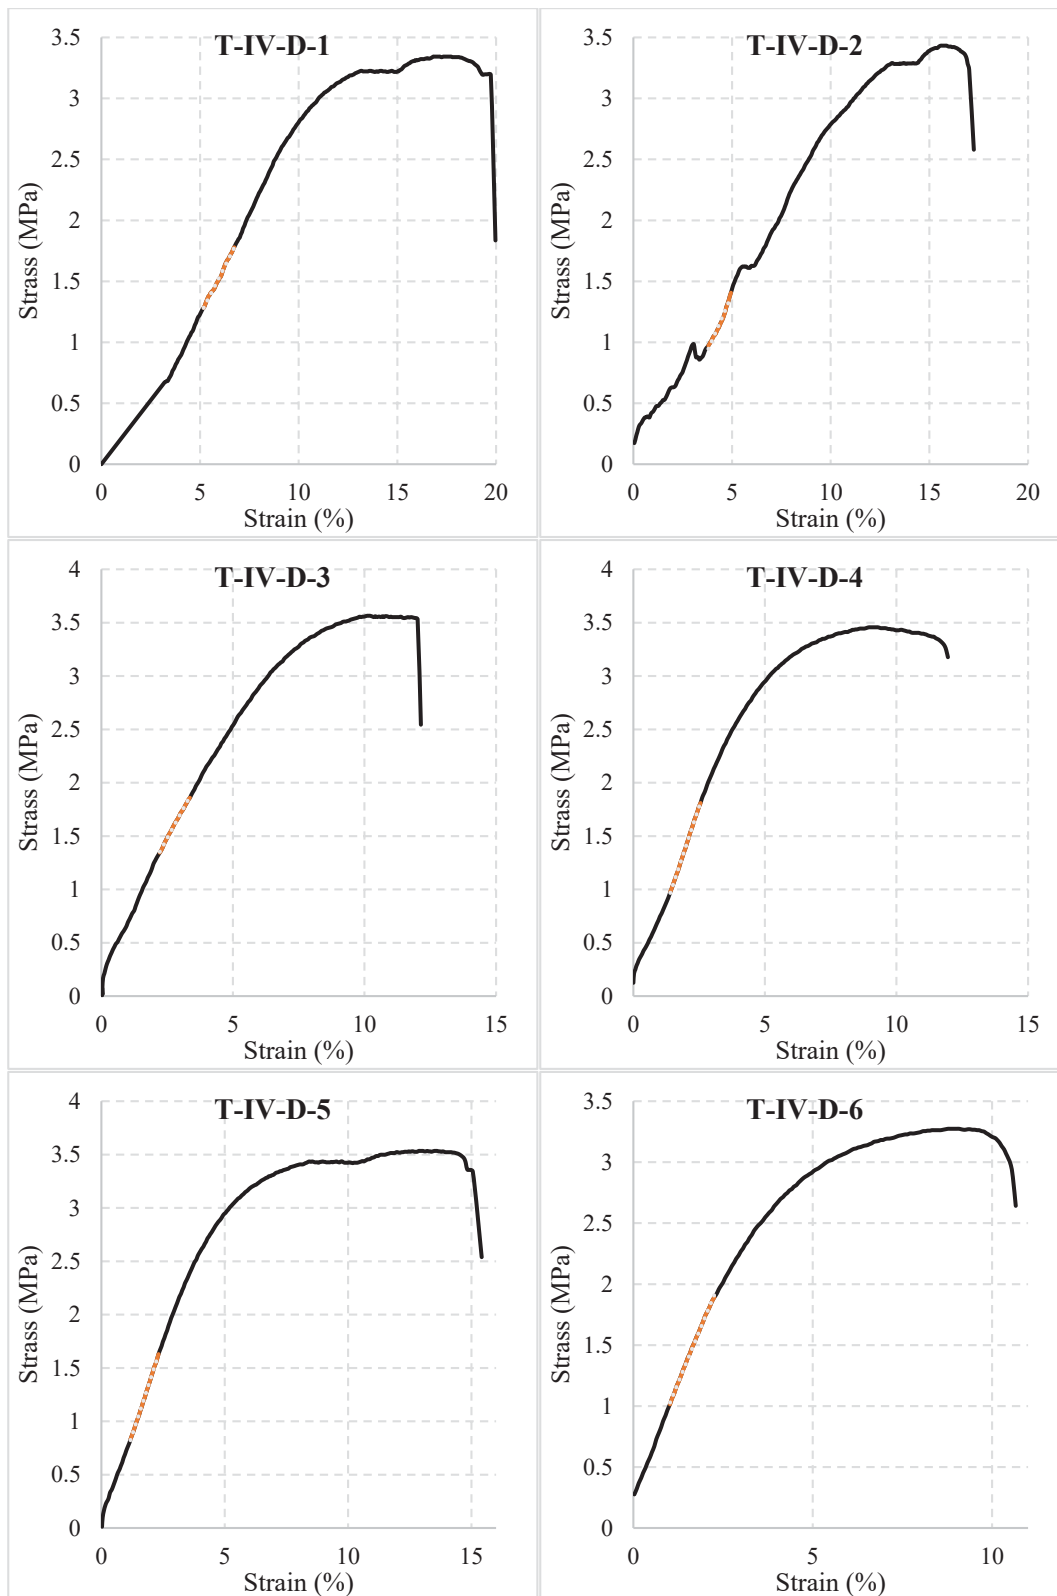 T-IV-D-1
Strass (MPa)
3.5
3
2.5
2
1.5
1
0.5
0
0 5 10 15 20
Strain (%)
T-IV-D-2
Strass (MPa)
3.5
3
2.5
2
1.5
1
0.5
0
0 5 10 15 20
Strain (%)
T-IV-D-3
Strass (MPa)
4
3.5
3
2.5
2
1.5
1
0.5
0
0 5 10 15
Strain (%)
T-IV-D-4
Strass (MPa)
4
3.5
3
2.5
2
1.5
1
0.5
0
0 5 10 15
Strain (%)
T-IV-D-5
Strass (MPa)
4
3.5
3
2.5
2
1.5
1
0.5
0
0 5 10 15
Strain (%)
T-IV-D-6
Strass (MPa)
3.5
3
2.5
2
1.5
1
0.5
0
0 5 10
Strain (%)